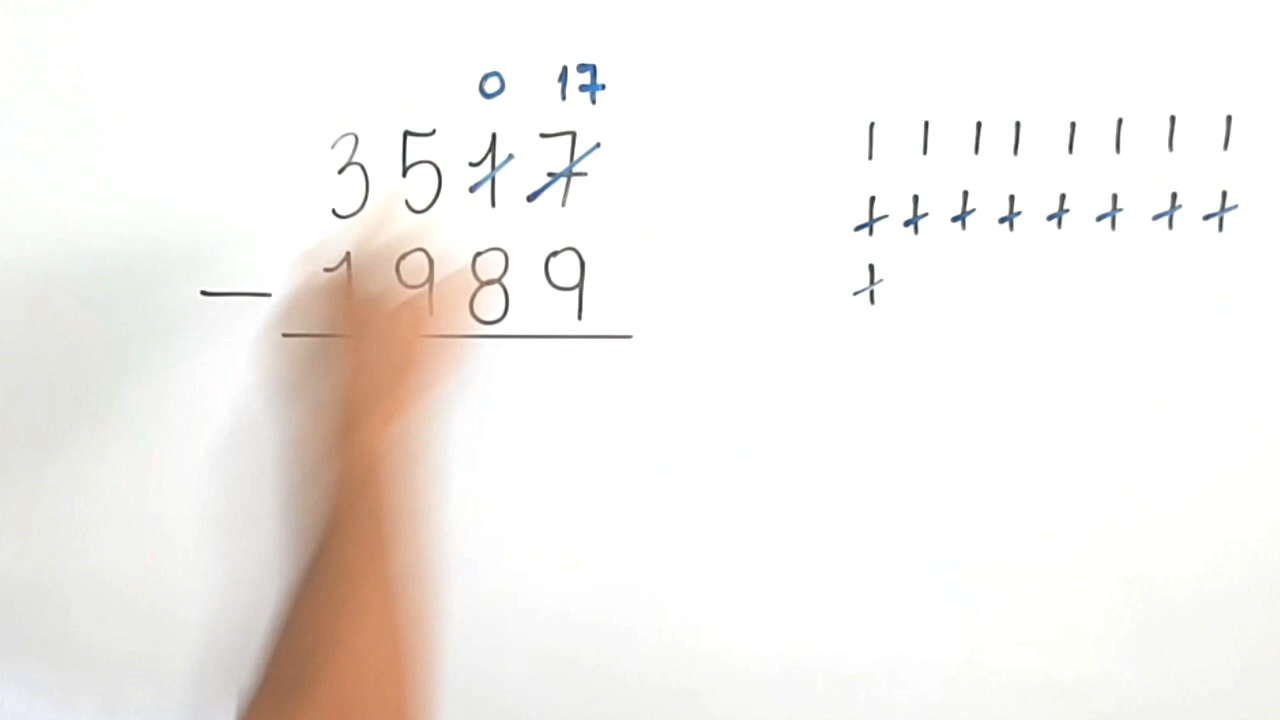 0 17
3517
- 1989
| | | | | | | |
+ + + + + + + +
+